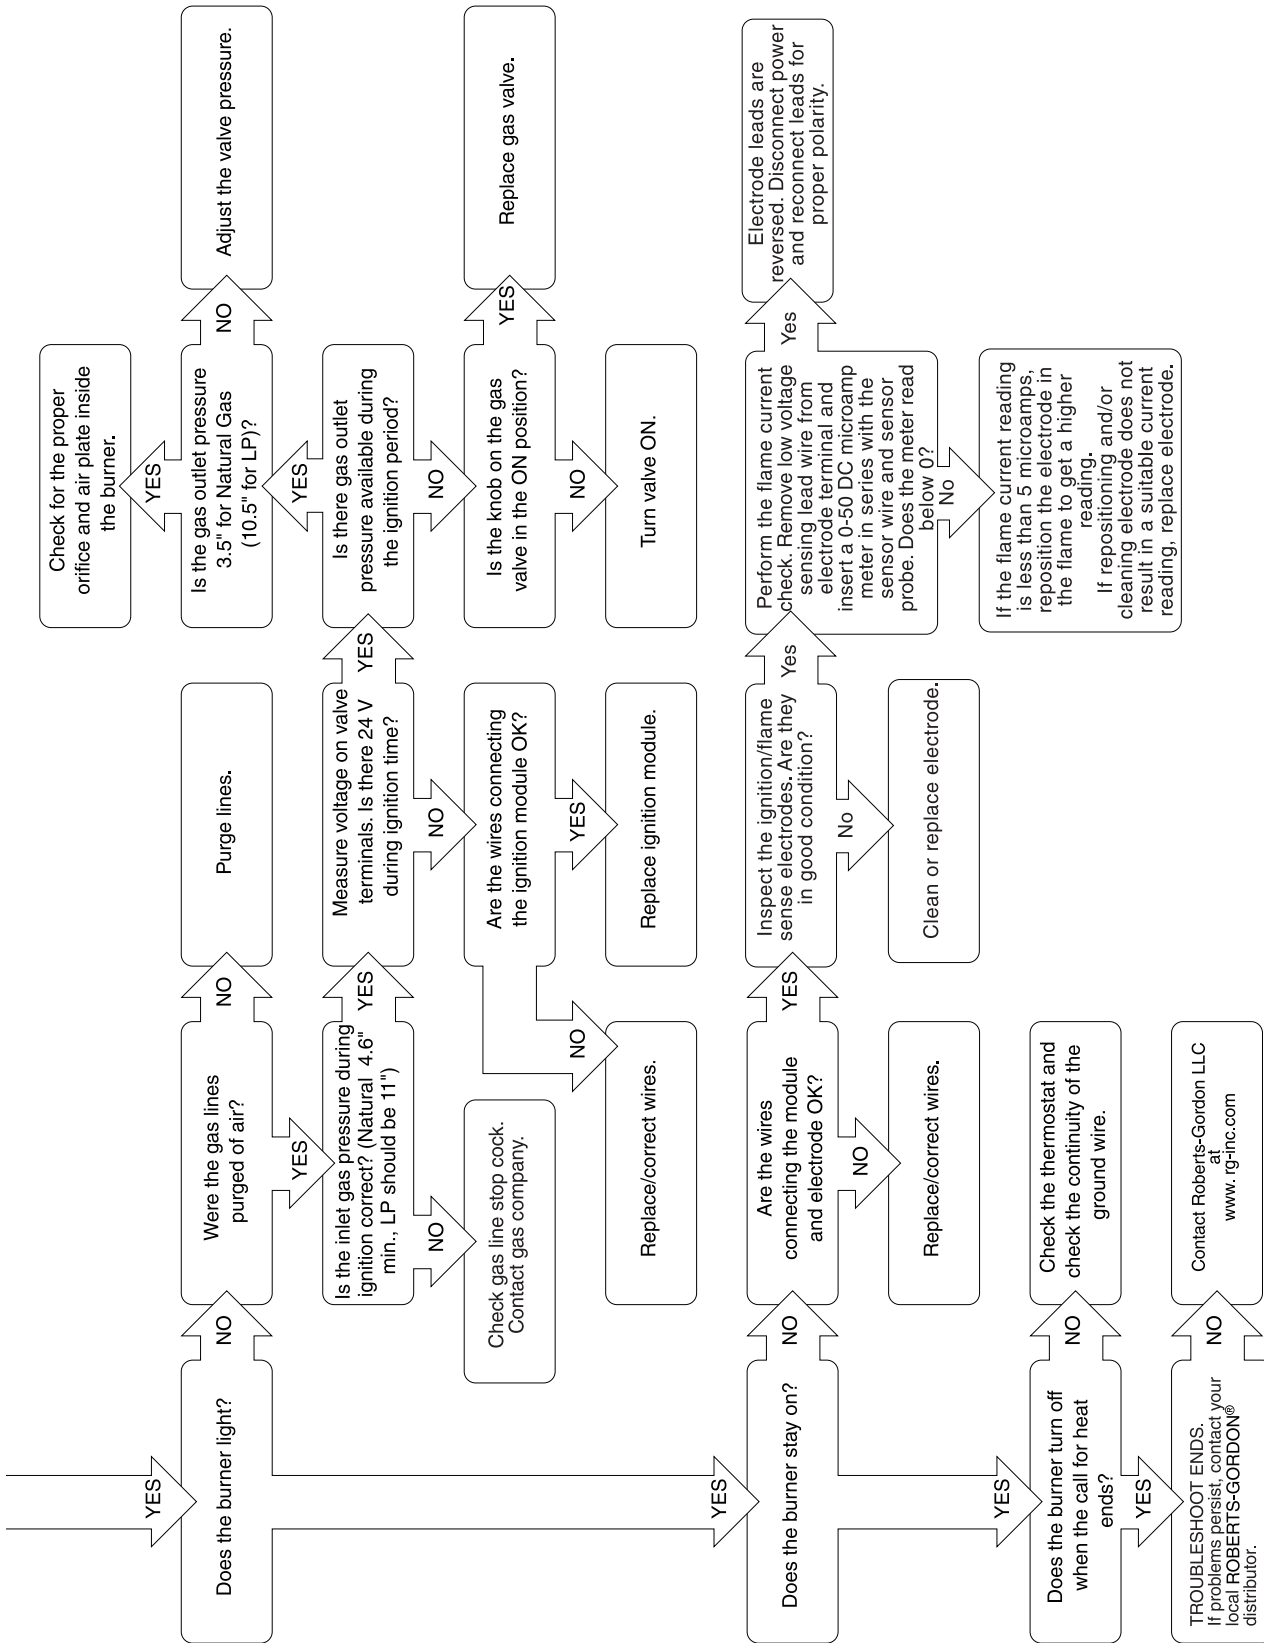 YES
Does the burner light?
NO
Were the gas lines
purged of air?
NO
Purge lines.
YES
Is the inlet gas pressure during
ignition correct? (Natural 4.6"
min., LP should be 11")
NO
Check gas line stop cock.
Contact gas company.
YES
Measure voltage on valve
terminals. Is there 24 V
during ignition time?
NO
Are the wires connecting
the ignition module OK?
NO
Replace/correct wires.
YES
Replace ignition module.
YES
Is there gas outlet
pressure available during
the ignition period?
YES
Is the gas outlet pressure
3.5" for Natural Gas
(10.5" for LP)?
YES
Check for the proper
orifice and air plate inside
the burner.
NO
Adjust the valve pressure.
NO
Is the knob on the gas
valve in the ON position?
YES
Replace gas valve.
NO
Turn valve ON.
YES
Does the burner stay on?
NO
Are the wires
connecting the module
and electrode OK?
NO
Replace/correct wires.
YES
Inspect the ignition/flame
sense electrodes. Are they
in good condition?
No
Clean or replace electrode.
Yes
Perform the flame current
check. Remove low voltage
sensing lead wire from
electrode terminal and
insert a 0-50 DC microamp
meter in series with the
sensor wire and sensor
probe. Does the meter read
below 0?
Yes
Electrode leads are
reversed. Disconnect power
and reconnect leads for
proper polarity.
No
If the flame current reading
is less than 5 microamps,
reposition the electrode in
the flame to get a higher
reading.
If repositioning and/or
cleaning electrode does not
result in a suitable current
reading, replace electrode.
YES
Does the burner turn off
when the call for heat
ends?
NO
Check the thermostat and
check the continuity of the
ground wire.
YES
TROUBLESHOOT ENDS.
If problems persist, contact your
local ROBERTS-GORDON®
distributor.
NO
Contact Roberts-Gordon LLC
at
www. rg-inc.com